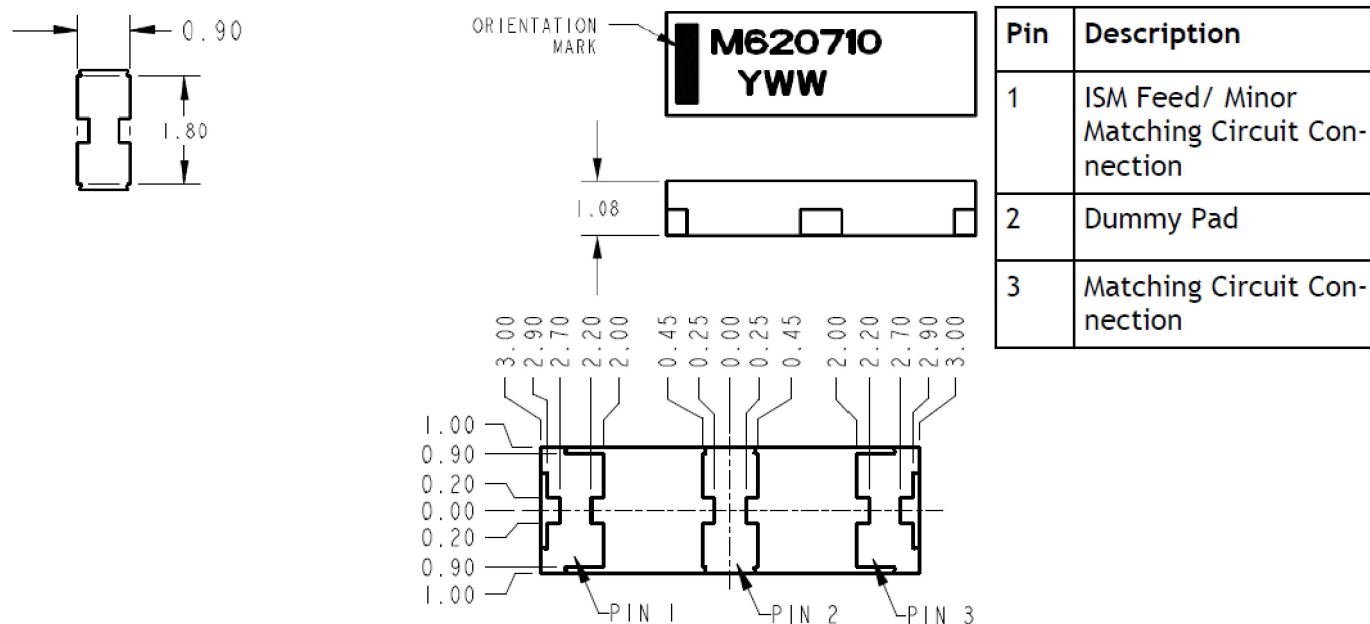 0.90
1.80
ORIENTATION
MARK
M620710
YWW
1.08
Pin Description
1 ISM Feed/ Minor
Matching Circuit Con-
nection
2 Dummy Pad
3 Matching Circuit Con-
nection
3.00 2.90 2.70 2.20 2.00 0.45 0.25 0.00 0.25 0.45 2.00 2.20 2.70 2.90 3.00
1.00
0.90
0.20
0.00
0.20
0.90
1.00
PIN 1 PIN 2 PIN 3